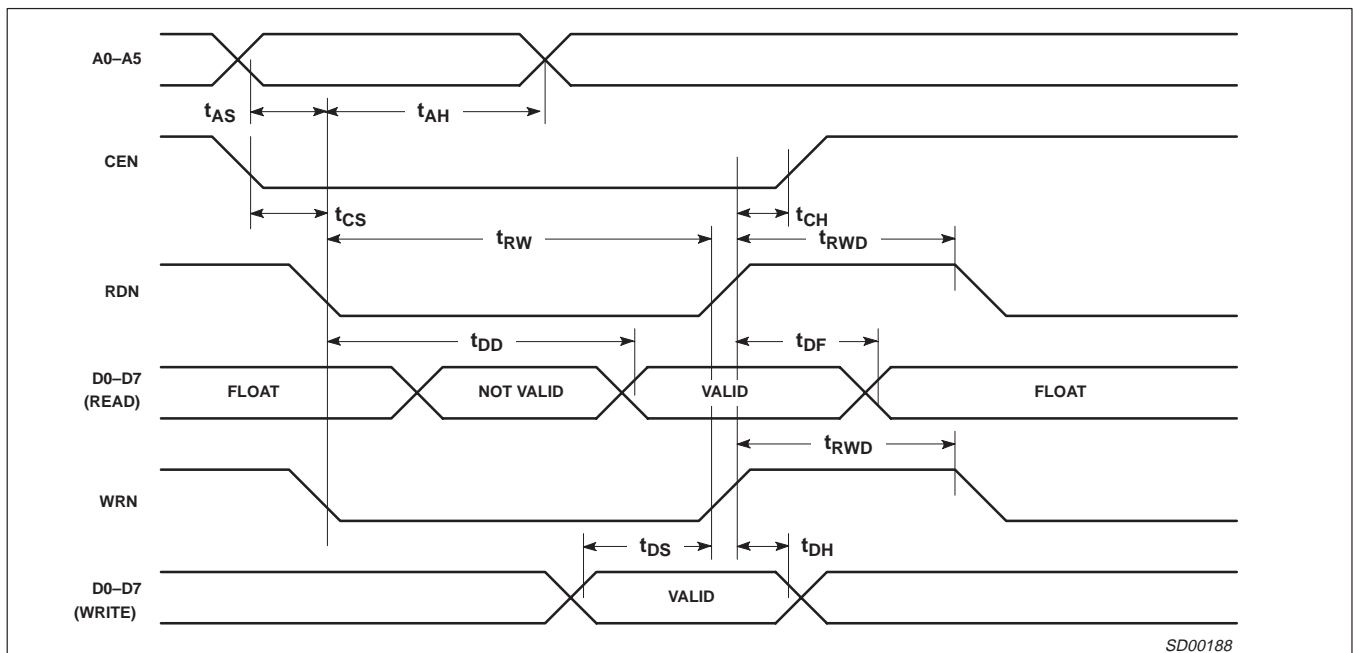 A0–A5
tAS
tAH
CEN
tCS
tCH
tRW
tRWD
RDN
tDD
tDF
D0–D7
(READ)
FLOAT
NOT VALID
VALID
FLOAT
tRWD
WRN
tDS
tDH
D0–D7
(WRITE)
VALID
SD00188